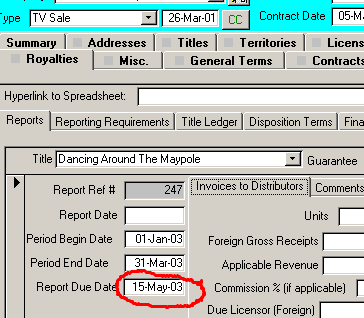 Type TV Sale 26-Mar-01 CC Contract Date 05-
Summary Addresses Titles Territories Licens
Royalties Misc. General Terms Contracts
Hyperlink to Spreadsheet:
Reports Reporting Requirements Title Ledger Disposition Terms Fina
Title Dancing Around The Maypole Guarantee
Report Ref # 247 Invoices to Distributors Comments
Report Date Units
Period Begin Date 01-Jan-03 Foreign Gross Receipts
Period End Date 31-Mar-03 Applicable Revenue
Report Due Date 15-May-03 Commission % (if applicable)
Due Licensor (Foreign)